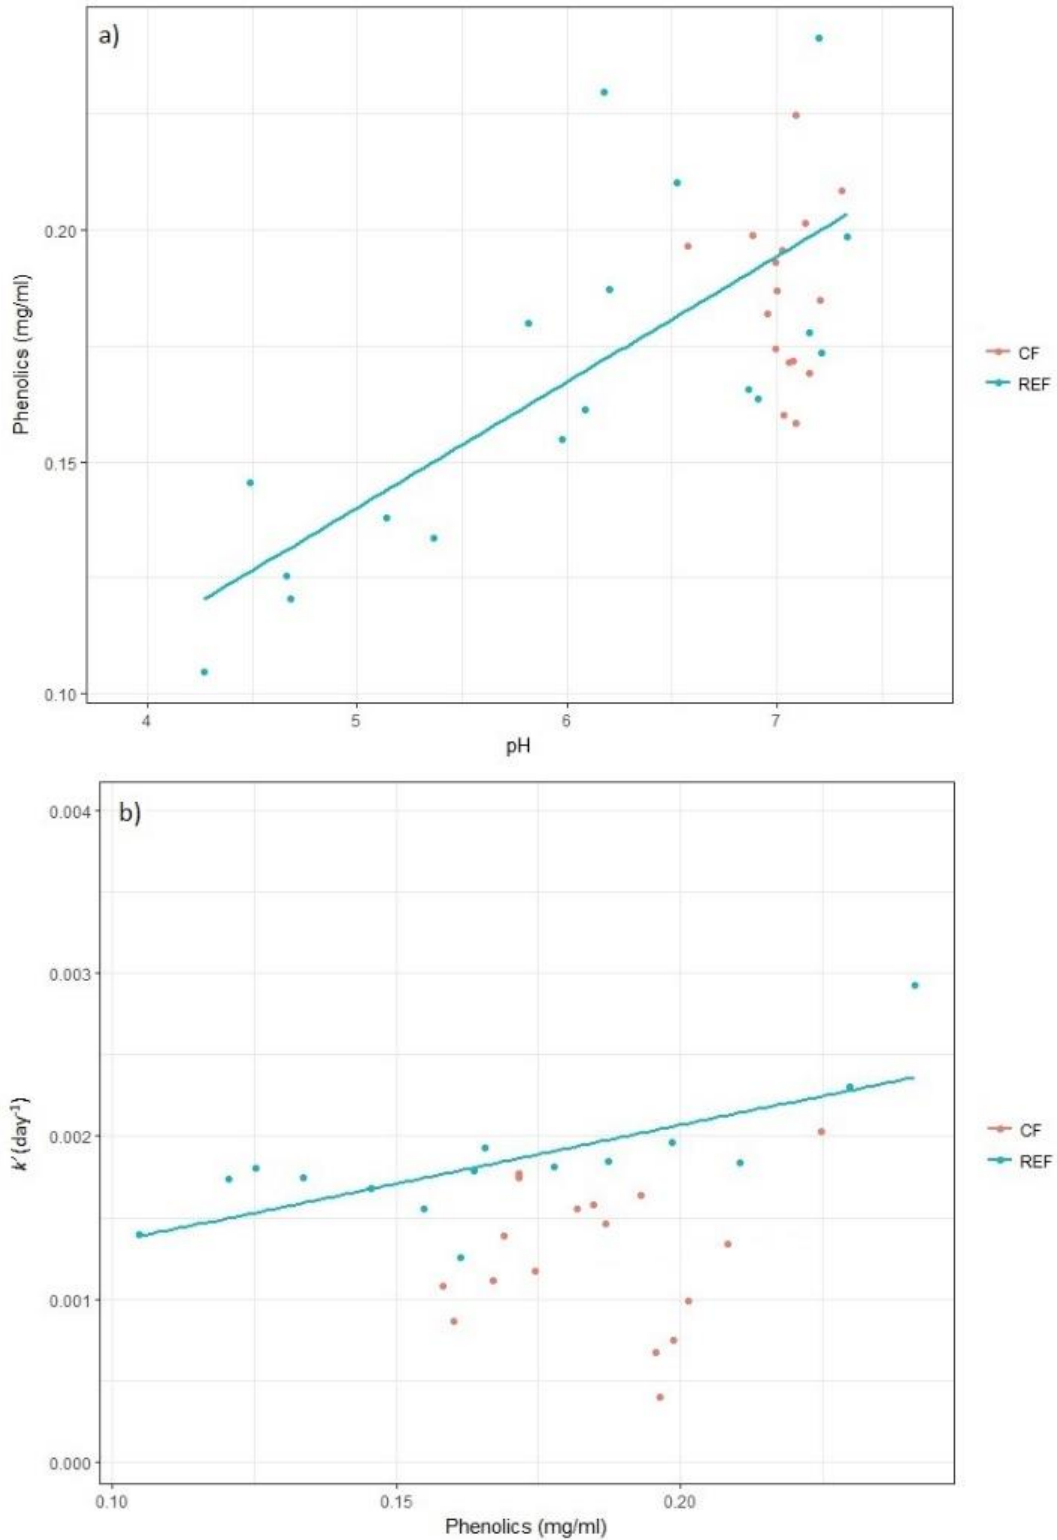 a)
0.20
0.15
0.10
Phenolics (mg/ml)
4 5 6 7
pH
CF
REF
b)
0.004
0.003
0.002
0.001
0.000
k′(day⁻¹)
0.10 0.15 0.20
Phenolics (mg/ml)
CF
REF